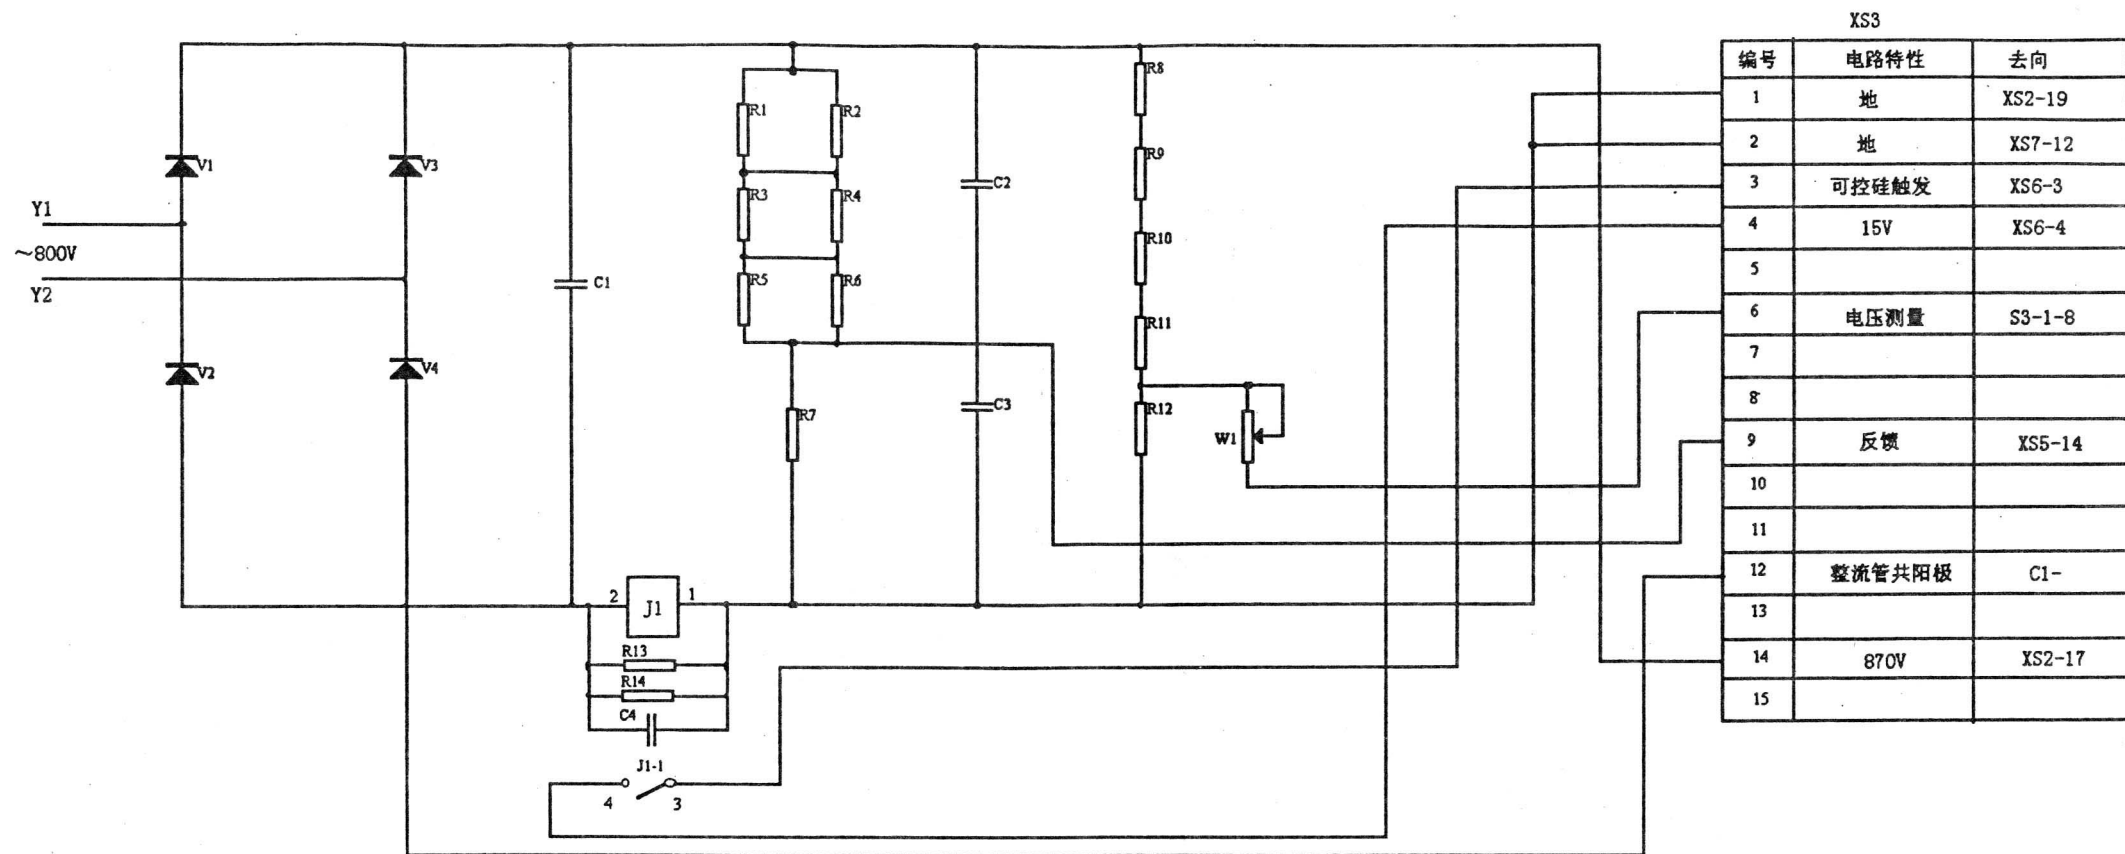 XS3
编号 电路特性 去向
1 地 XS2-19
2 地 XS7-12
3 可控硅触发 XS6-3
4 15V XS6-4
5
6 电压测量 S3-1-8
7
8
9 反馈 XS5-14
10
11
12 整流管共阳极 C1-
13
14 870V XS2-17
15
Y1
~800V
Y2
V1
V3
V2
V4
C1
R1
R2
R3
R4
R5
R6
R7
C2
C3
R8
R9
R10
R11
R12
W1
2 J1 1
R13
R14
C4
J1-1
4 3